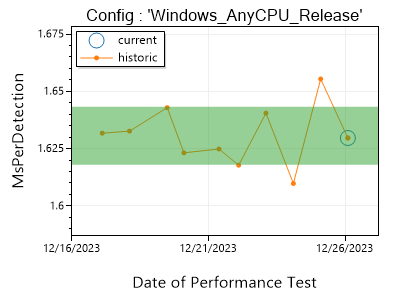 Config : 'Windows_AnyCPU_Release'
current
historic
MsPerDetection
1.675
1.65
1.625
1.6
12/16/2023
12/21/2023
12/26/2023
Date of Performance Test